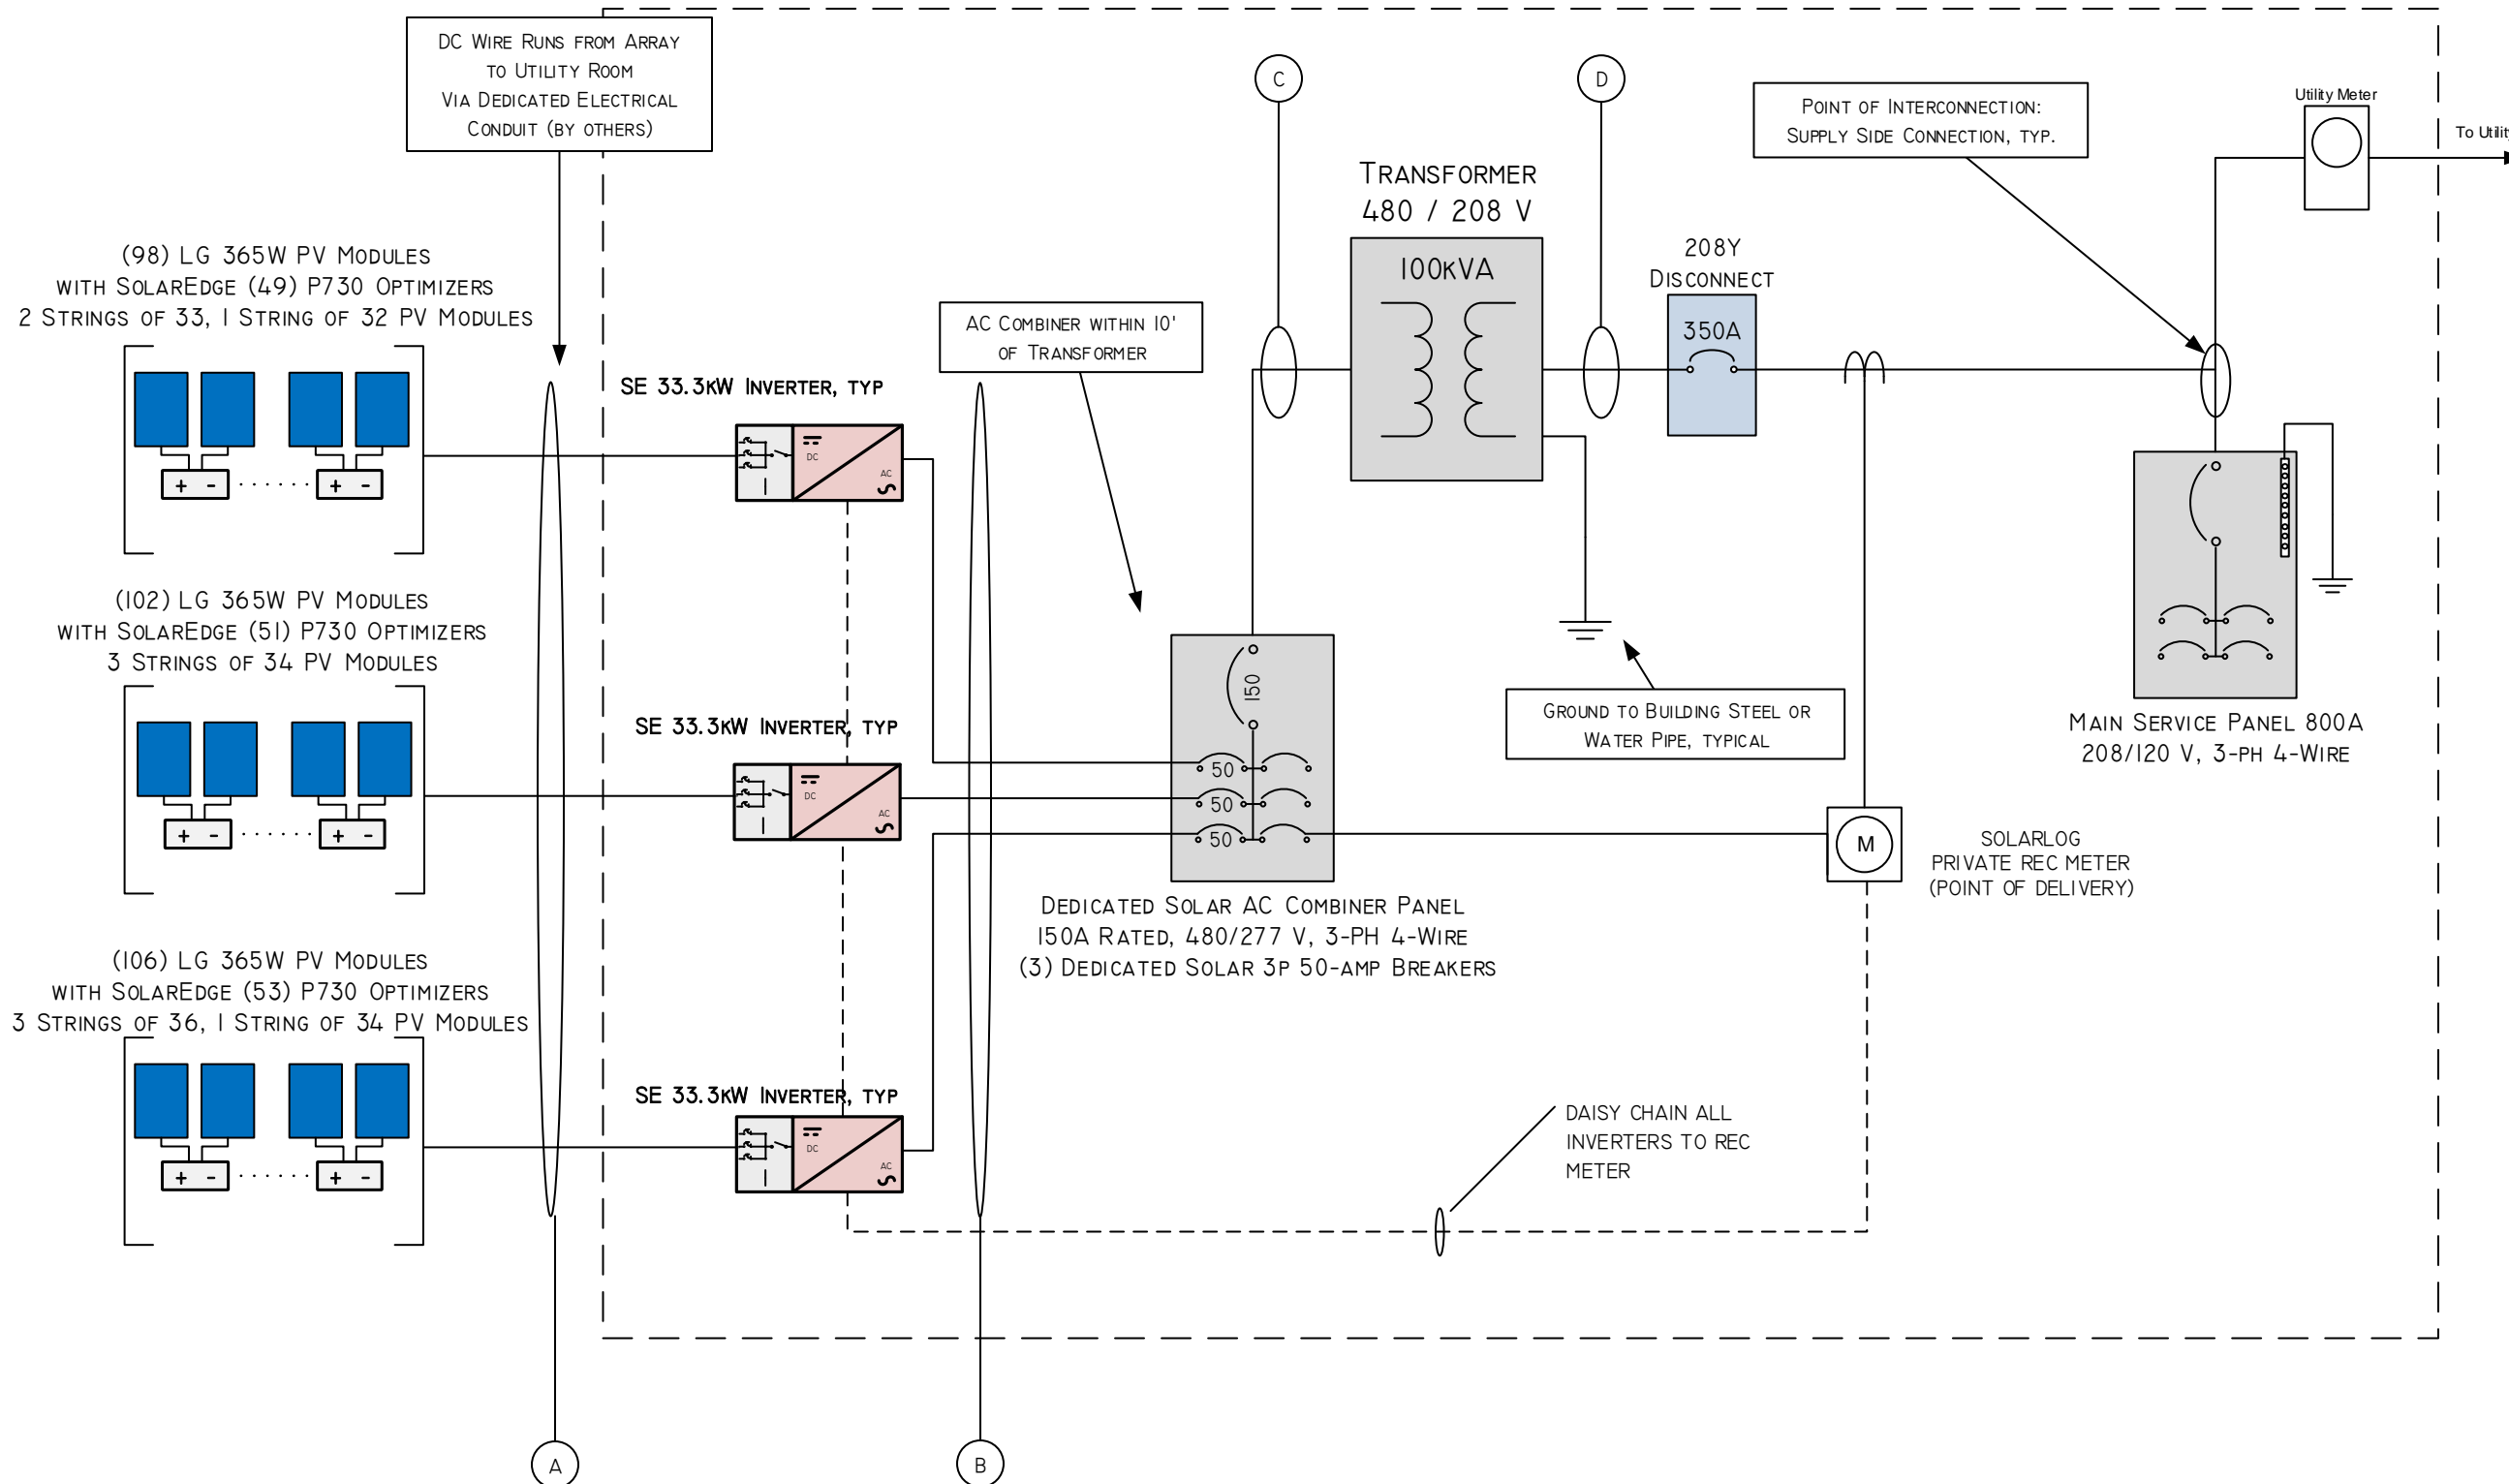 DC Wire Runs from Array
to Utility Room
Via Dedicated Electrical
Conduit (by others)
C
D
Point of Interconnection:
Supply Side Connection, typ.
Utility Meter
Transformer
480 / 208 V
100kVA
208Y
Disconnect
350A
(98) LG 365W PV Modules
with SolarEdge (49) P730 Optimizers
2 Strings of 33, 1 String of 32 PV Modules
+ - . . . . . . + -
AC Combiner within 10'
of Transformer
SE 33.3kW Inverter, typ
DC
AC
(102) LG 365W PV Modules
with SolarEdge (51) P730 Optimizers
3 Strings of 34 PV Modules
+ - . . . . . . + -
SE 33.3kW Inverter, typ
DC
AC
150
50
50
50
Ground to Building Steel or
Water Pipe, typical
Main Service Panel 800A
208/120 V, 3-ph 4-Wire
M
SOLARLOG
PRIVATE REC METER
(POINT OF DELIVERY)
Dedicated Solar AC Combiner Panel
150A Rated, 480/277 V, 3-ph 4-Wire
(3) Dedicated Solar 3p 50-amp Breakers
(106) LG 365W PV Modules
with SolarEdge (53) P730 Optimizers
3 Strings of 36, 1 String of 34 PV Modules
+ - . . . . . . + -
SE 33.3kW Inverter, typ
DC
AC
DAISY CHAIN ALL
INVERTERS TO REC
METER
A
B
To